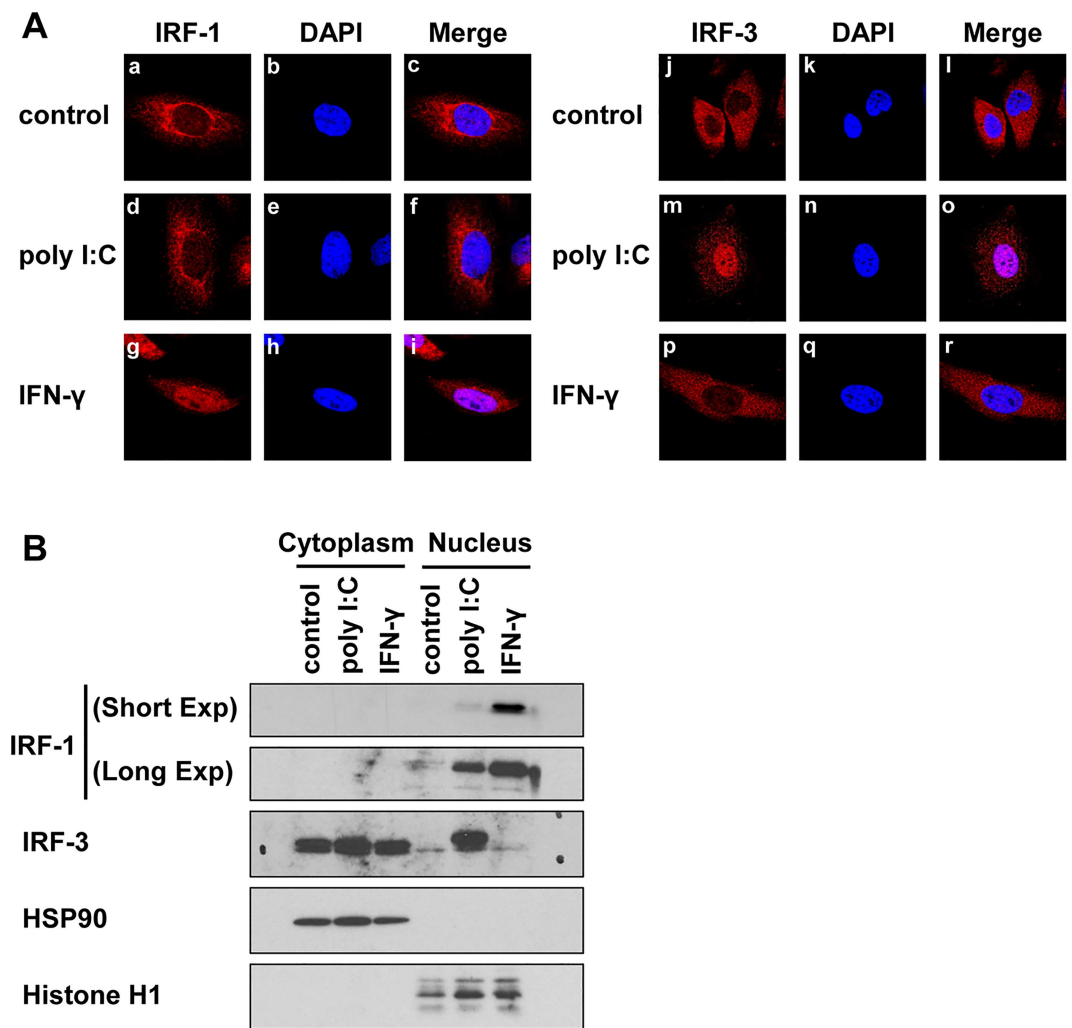 A
IRF-1 DAPI Merge IRF-3 DAPI Merge
control a b c control j k l
poly I:C d e f poly I:C m n o
IFN-γ g h i IFN-γ p q r
B
Cytoplasm Nucleus
control poly I:C IFN-γ control poly I:C IFN-γ
IRF-1
(Short Exp)
(Long Exp)
IRF-3
HSP90
Histone H1